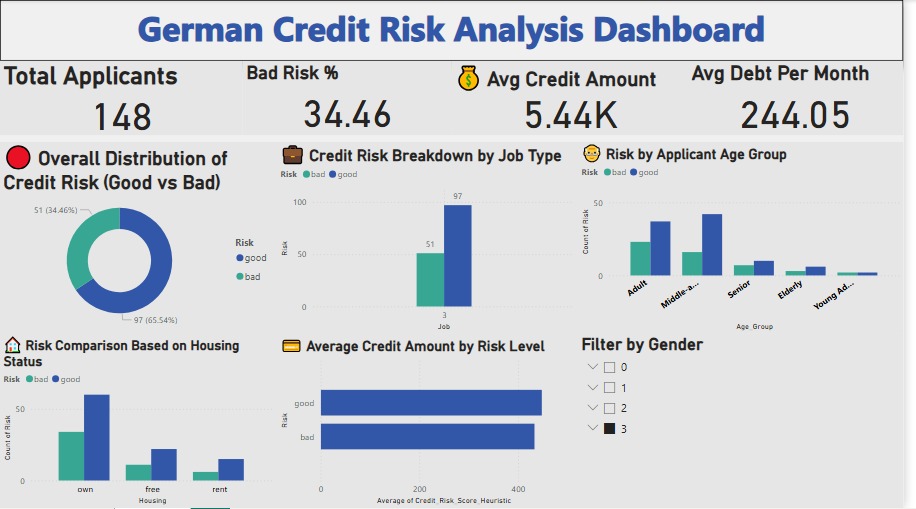 German Credit Risk Analysis Dashboard
Total Applicants
148
Bad Risk %
34.46
Avg Credit Amount
5.44K
Avg Debt Per Month
244.05
Overall Distribution of
Credit Risk (Good vs Bad)
51 (34.46%)
97 (65.54%)
Risk
good
bad
Credit Risk Breakdown by Job Type
Risk bad good
100
50
0
Risk
51
97
3
Job
Risk by Applicant Age Group
Risk bad good
50
0
Count of Risk
Adult
Middle-a...
Senior
Elderly
Young Ad...
Age_Group
Risk Comparison Based on Housing
Status
Risk bad good
50
0
Count of Risk
own free rent
Housing
Average Credit Amount by Risk Level
Risk
good
bad
0 200 400
Average of Credit_Risk_Score_Heuristic
Filter by Gender
0
1
2
3